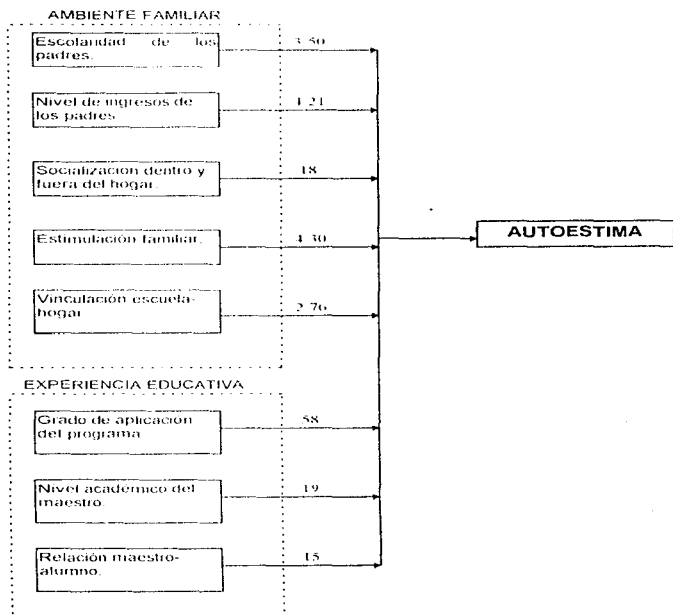 AMBIENTE FAMILIAR
Escolaridad de los
padres.
3.50
Nivel de ingresos de
los padres
4.21
Socialización dentro y
fuera del hogar.
.18
Estimulación familiar.
4.30
Vinculación escuela-
hogar
2.76
AUTOESTIMA
EXPERIENCIA EDUCATIVA
Grado de aplicación
del programa
.58
Nivel académico del
maestro.
.19
Relación maestro-
alumno.
.15